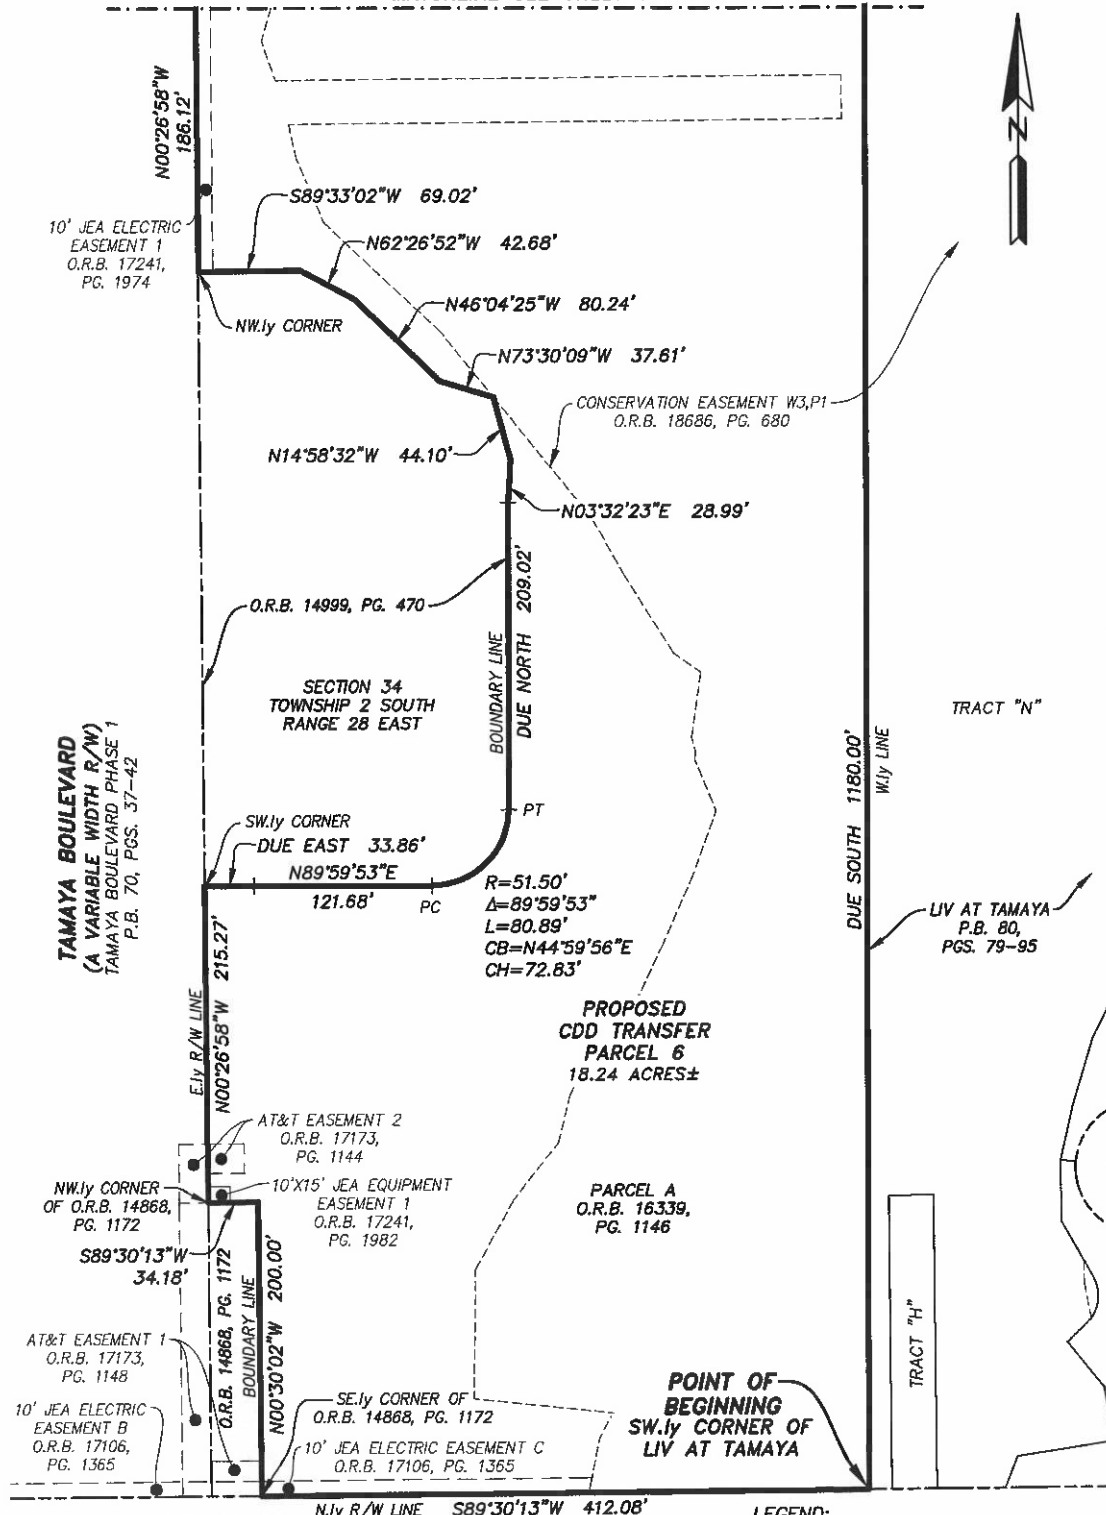 N00°26'58"W
186.12'
N
S89°33'02"W 69.02'
10' JEA ELECTRIC
EASEMENT 1
O.R.B. 17241,
PG. 1974
N62°26'52"W 42.68'
N46°04'25"W 80.24'
NW.ly CORNER
N73°30'09"W 37.61'
CONSERVATION EASEMENT W3,P1
O.R.B. 18686, PG. 680
N14°58'32"W 44.10'
N03°32'23"E 28.99'
O.R.B. 14999, PG. 470
BOUNDARY LINE
DUE NORTH 209.02'
SECTION 34
TOWNSHIP 2 SOUTH
RANGE 28 EAST
TRACT "N"
DUE SOUTH 1180.00'
W.ly LINE
TAMAYA BOULEVARD
(A VARIABLE WIDTH R/W)
TAMAYA BOULEVARD PHASE 1
P.B. 70, PGS. 37-42
PT
SW.ly CORNER
DUE EAST 33.86'
N89°59'53"E
121.68'
PC
R=51.50'
Δ=89°59'53"
L=80.89'
CB=N44°59'56"E
CH=72.83'
LIV AT TAMAYA
P.B. 80,
PGS. 79-95
E.ly R/W LINE
N00°26'58"W 215.27'
PROPOSED
CDD TRANSFER
PARCEL 6
18.24 ACRES±
AT&T EASEMENT 2
O.R.B. 17173,
PG. 1144
NW.ly CORNER
OF O.R.B. 14868,
PG. 1172
10'X15' JEA EQUIPMENT
EASEMENT 1
O.R.B. 17241,
PG. 1982
PARCEL A
O.R.B. 16339,
PG. 1146
S89°30'13"W
34.18'
O.R.B. 14868, PG. 1172
BOUNDARY LINE
N00°30'02"W 200.00'
AT&T EASEMENT 1
O.R.B. 17173,
PG. 1148
TRACT "H"
10' JEA ELECTRIC
EASEMENT B
O.R.B. 17106,
PG. 1365
SE.ly CORNER OF
O.R.B. 14868, PG. 1172
POINT OF
BEGINNING
SW.ly CORNER OF
LIV AT TAMAYA
10' JEA ELECTRIC EASEMENT C
O.R.B. 17106, PG. 1365
N.ly R/W LINE S89°30'13"W 412.08'
LEGEND: